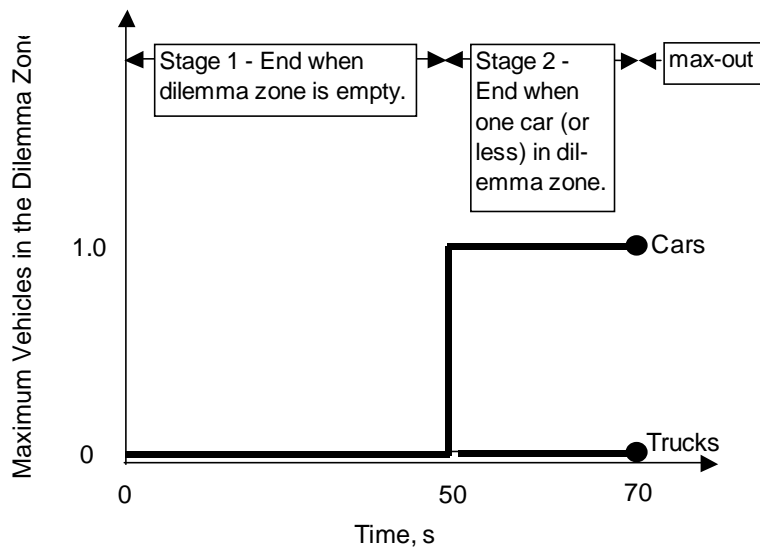 Maximum Vehicles in the Dilemma Zone
Stage 1 - End when
dilemma zone is empty.
Stage 2 -
End when
one car (or
less) in dil-
emma zone.
max-out
1.0
Cars
0
Trucks
0
50
70
Time, s